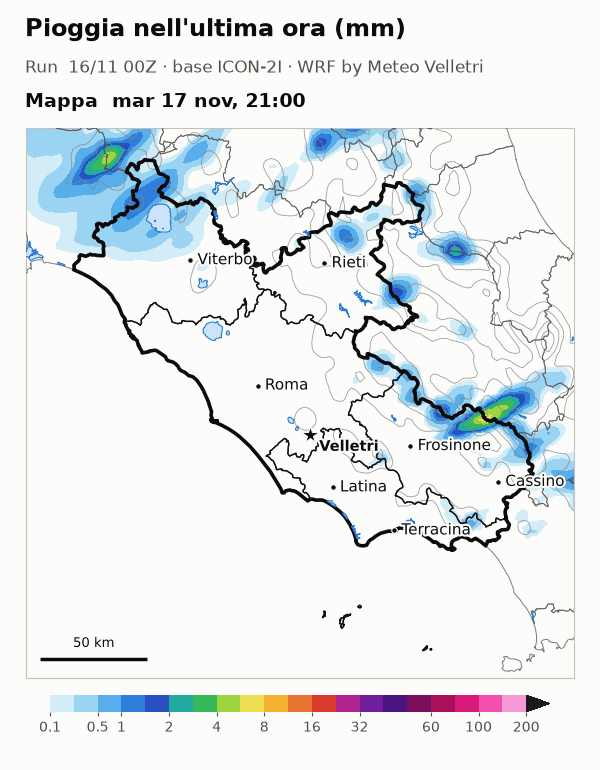 Pioggia nell'ultima ora (mm)
Run  16/11 00Z · base ICON-2I · WRF by Meteo Velletri
Mappa  mar 17 nov, 21:00
Viterbo
Rieti
Roma
Velletri
Frosinone
Latina
Cassino
Terracina
50 km
0.1 0.5 1 2 4 8 16 32 60 100 200